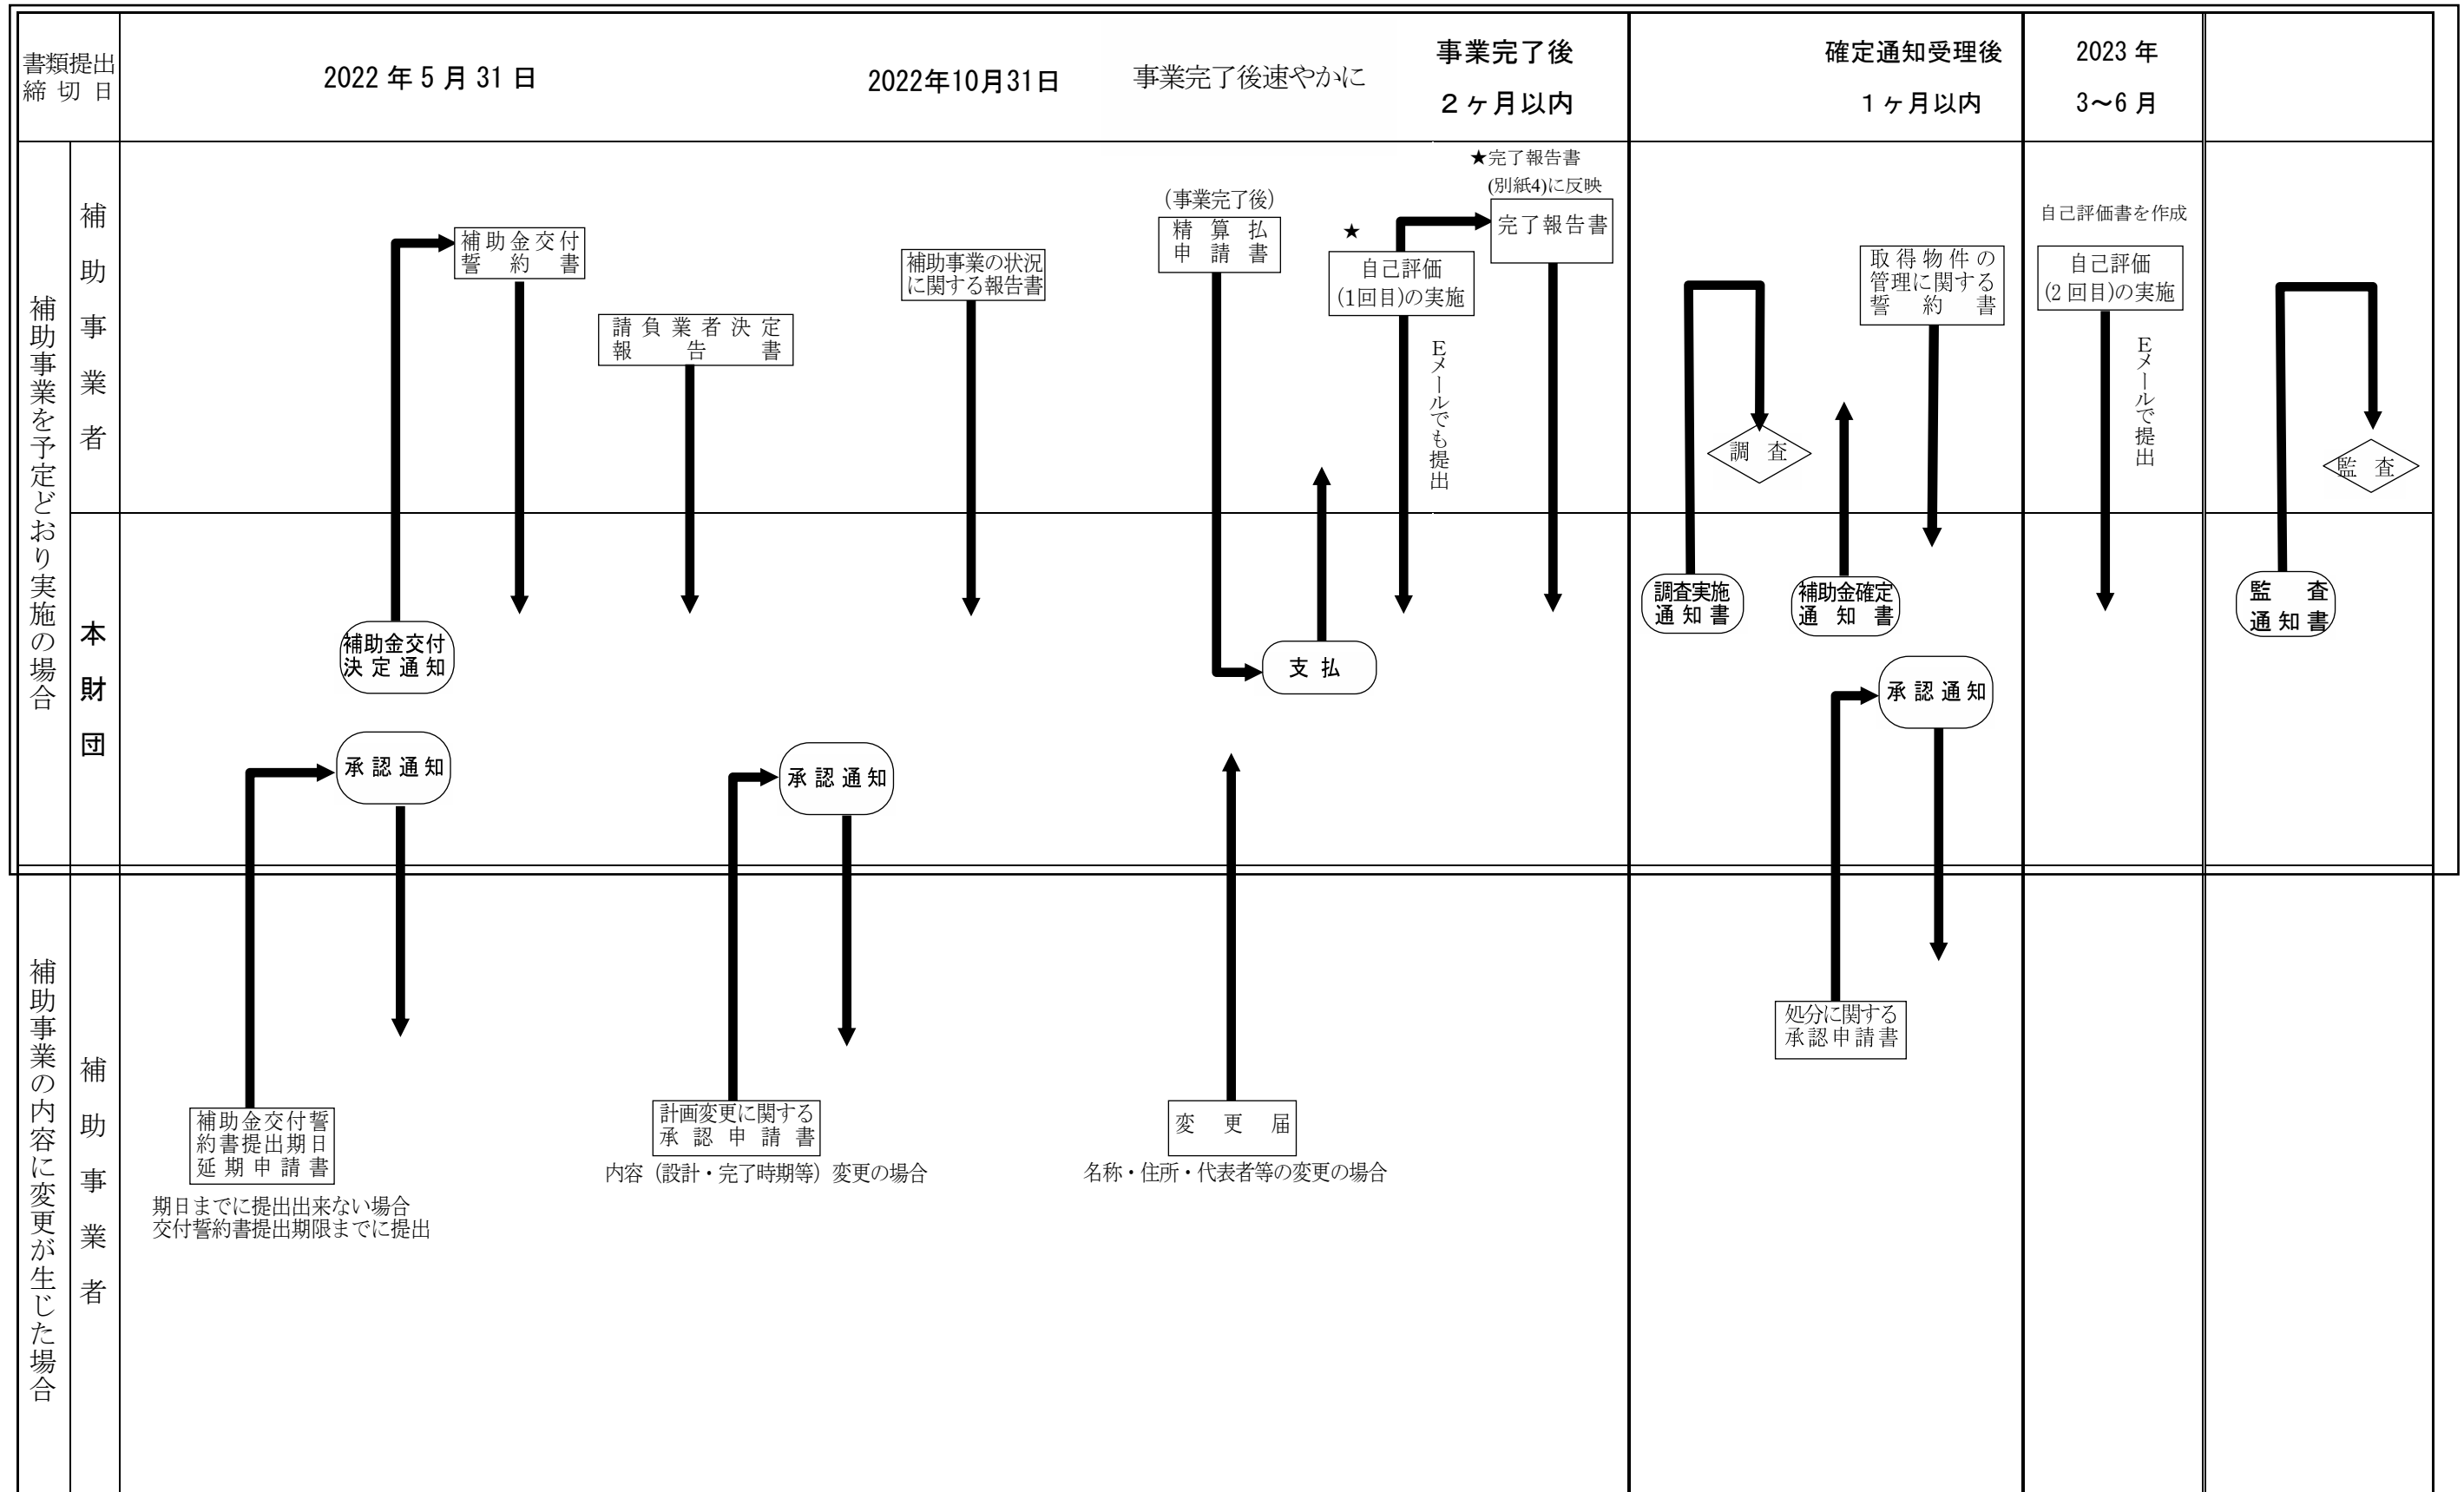 書類提出
締切日
2022 年 5 月 31 日
2022年10月31日
事業完了後速やかに
事業完了後
２ヶ月以内
確定通知受理後
１ヶ月以内
2023 年
3～6 月
補助事業を予定どおり実施の場合
補助事業者
補助金交付
誓約書
請負業者決定
報告書
補助事業の状況
に関する報告書
（事業完了後）
精算払
申請書
★
自己評価
(1回目)の実施
Eメールでも提出
★完了報告書
(別紙4)に反映
完了報告書
調査
取得物件の
管理に関する
誓約書
自己評価書を作成
自己評価
(2 回目)の実施
Eメールで提出
監査
本財団
補助金交付
決定通知
支払
調査実施
通知書
補助金確定
通知書
監査
通知書
承認通知
承認通知
承認通知
補助事業の内容に変更が生じた場合
補助事業者
補助金交付誓
約書提出期日
延期申請書
期日までに提出出来ない場合
交付誓約書提出期限までに提出
計画変更に関する
承認申請書
内容（設計・完了時期等）変更の場合
変更届
名称・住所・代表者等の変更の場合
処分に関する
承認申請書